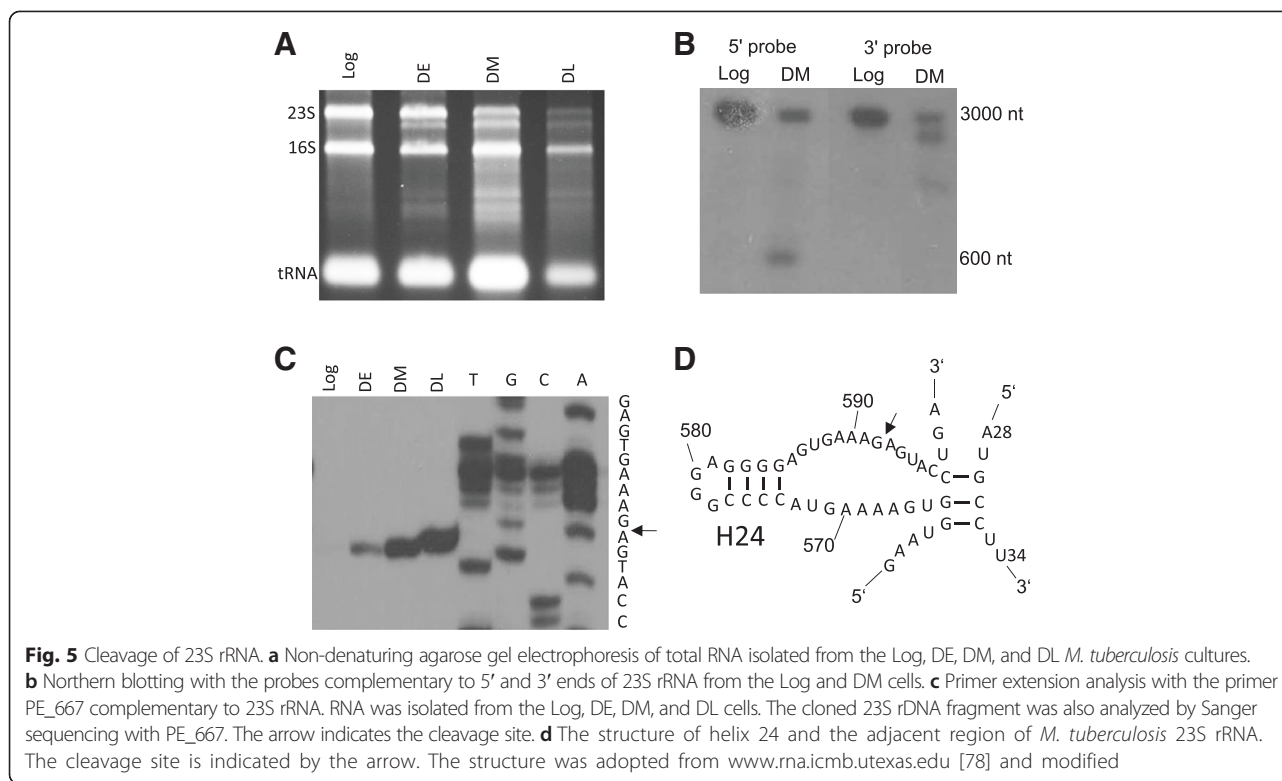 A
Log DE DM DL
23S
16S
tRNA
B
5' probe 3' probe
Log DM Log DM
3000 nt
600 nt
C
Log DE DM DL T G C A
G
A
G
T
G
A
A
A
G
A
G
T
A
C
C
D
3‘
5‘
A
G
U
C
A28
U
G
C
C
U
U34
3‘
580
590
G
G
G
A
G G G G
A G U G A A A G A G U A C C
C C C C
A U G A A A A G U G G
H24
570
U
A
A
G
5‘
Fig. 5 Cleavage of 23S rRNA. a Non-denaturing agarose gel electrophoresis of total RNA isolated from the Log, DE, DM, and DL M. tuberculosis cultures.
b Northern blotting with the probes complementary to 5′ and 3′ ends of 23S rRNA from the Log and DM cells. c Primer extension analysis with the primer
PE_667 complementary to 23S rRNA. RNA was isolated from the Log, DE, DM, and DL cells. The cloned 23S rDNA fragment was also analyzed by Sanger
sequencing with PE_667. The arrow indicates the cleavage site. d The structure of helix 24 and the adjacent region of M. tuberculosis 23S rRNA.
The cleavage site is indicated by the arrow. The structure was adopted from www.rna.icmb.utexas.edu [78] and modified